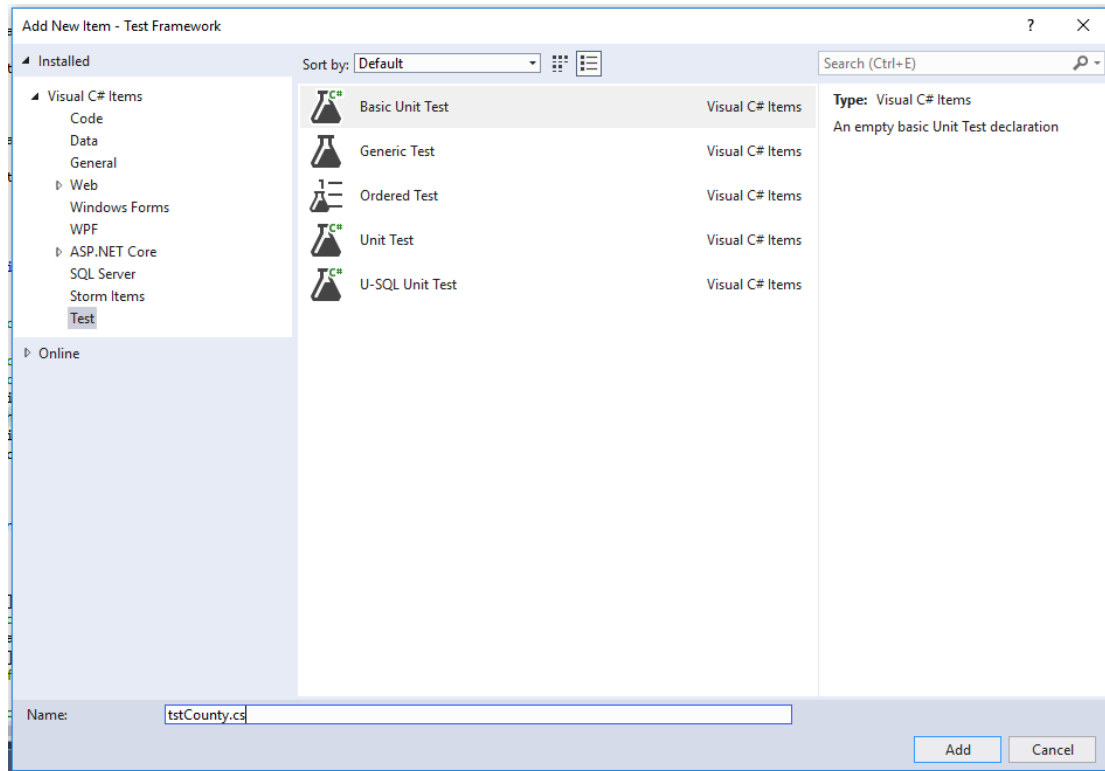 Add New Item - Test Framework
?
Installed
Sort by: Default
Search (Ctrl+E)
Visual C# Items
Code
Data
General
Web
Windows Forms
WPF
ASP.NET Core
SQL Server
Storm Items
Test
Online
C# Basic Unit Test Visual C# Items
Generic Test Visual C# Items
1 Ordered Test Visual C# Items
C# Unit Test Visual C# Items
C# U-SQL Unit Test Visual C# Items
Type: Visual C# Items
An empty basic Unit Test declaration
Name: tstCounty.cs
Add Cancel